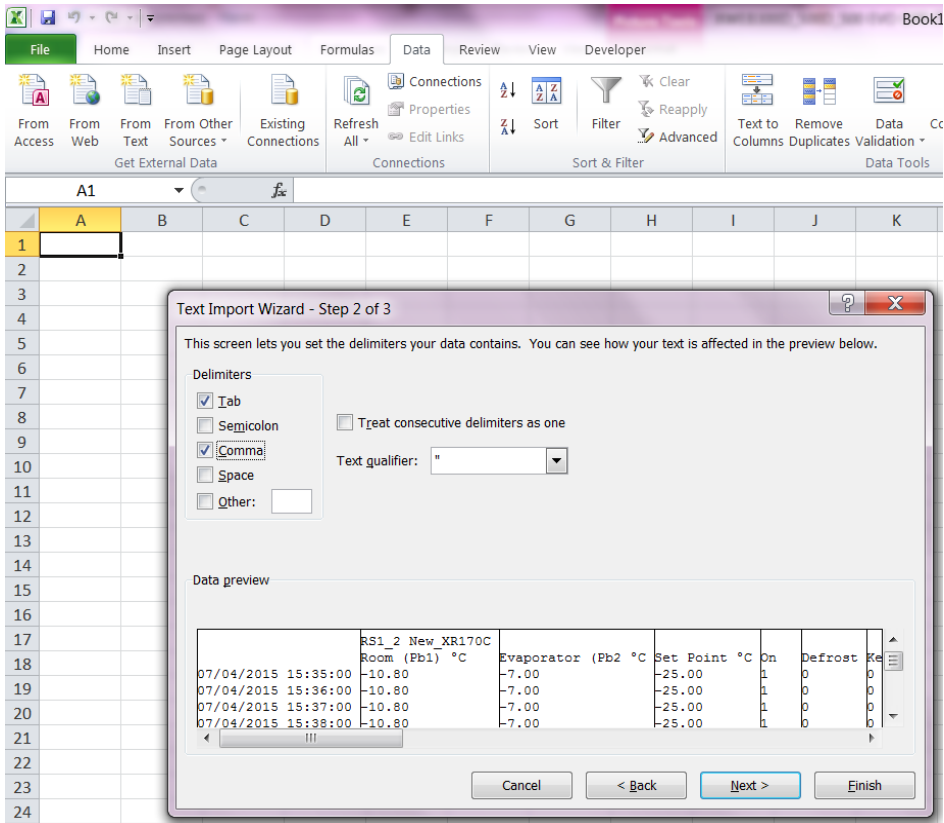 Book1
File Home Insert Page Layout Formulas Data Review View Developer
From Access
From Web
From Text
From Other Sources
Existing Connections
Get External Data
Refresh All
Connections
Properties
Edit Links
Connections
Sort
Filter
Clear
Reapply
Advanced
Sort & Filter
Text to Columns
Remove Duplicates
Data Validation
Co
Data Tools
A1 fx
A B C D E F G H I J K
1
2
3
4
5
6
7
8
9
10
11
12
13
14
15
16
17
18
19
20
21
22
23
24
Text Import Wizard - Step 2 of 3
This screen lets you set the delimiters your data contains. You can see how your text is affected in the preview below.
Delimiters
Tab
Semicolon
Comma
Space
Other:
Treat consecutive delimiters as one
Text qualifier: "
Data preview
RS1_2 New_XR170C
Room (Pb1) °C Evaporator (Pb2 °C Set Point °C On Defrost Ke
07/04/2015 15:35:00 -10.80 -7.00 -25.00 1 0 0
07/04/2015 15:36:00 -10.80 -7.00 -25.00 1 0 0
07/04/2015 15:37:00 -10.80 -7.00 -25.00 1 0 0
07/04/2015 15:38:00 -10.80 -7.00 -25.00 1 0 0
Cancel < Back Next > Finish